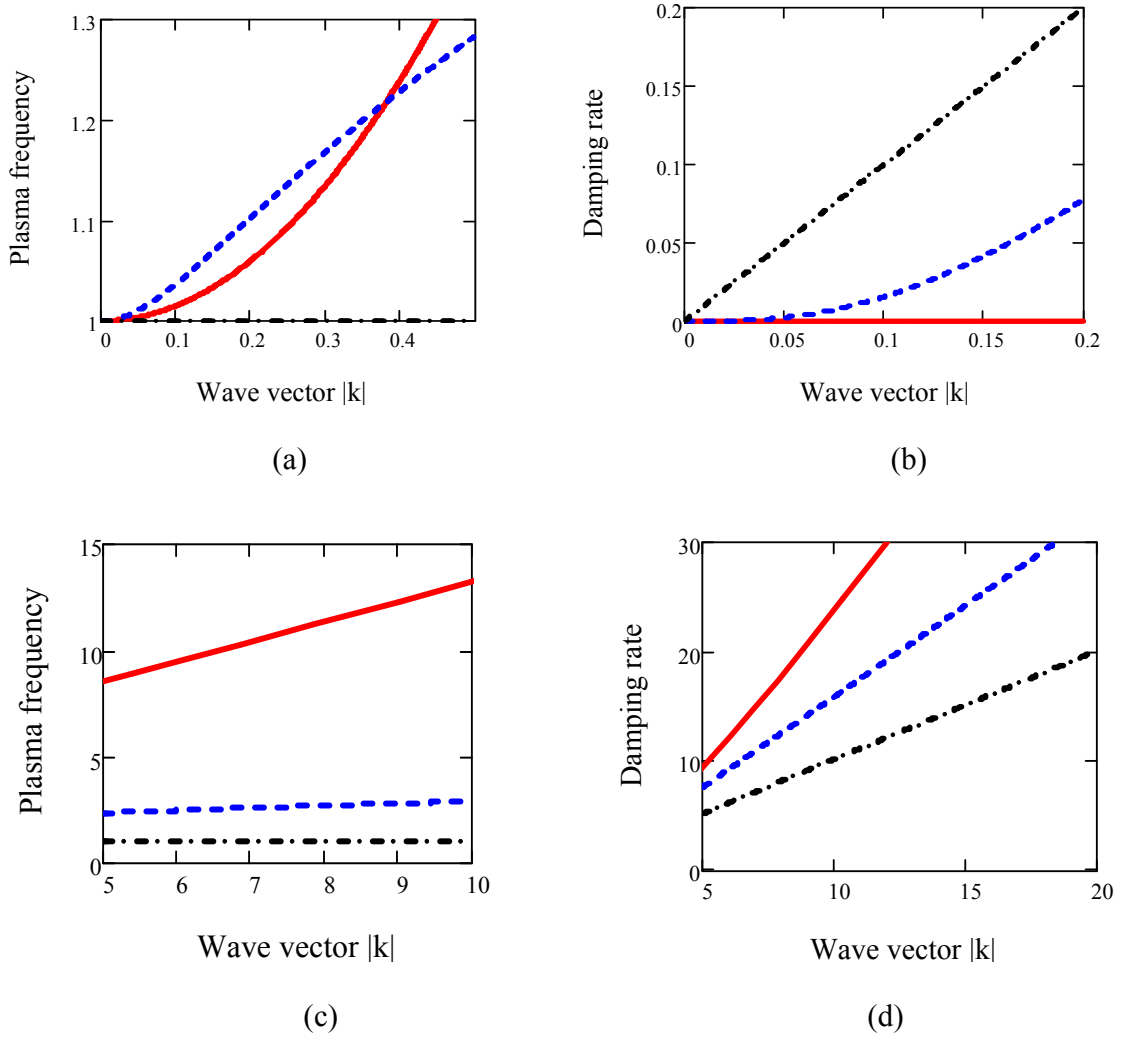 Plasma frequency
1.3
1.2
1.1
1
0 0.1 0.2 0.3 0.4
Wave vector |k|
(a)
Damping rate
0.2
0.15
0.1
0.05
0
0 0.05 0.1 0.15 0.2
Wave vector |k|
(b)
Plasma frequency
15
10
5
0
5 6 7 8 9 10
Wave vector |k|
(c)
Damping rate
30
20
10
0
5 10 15 20
Wave vector |k|
(d)